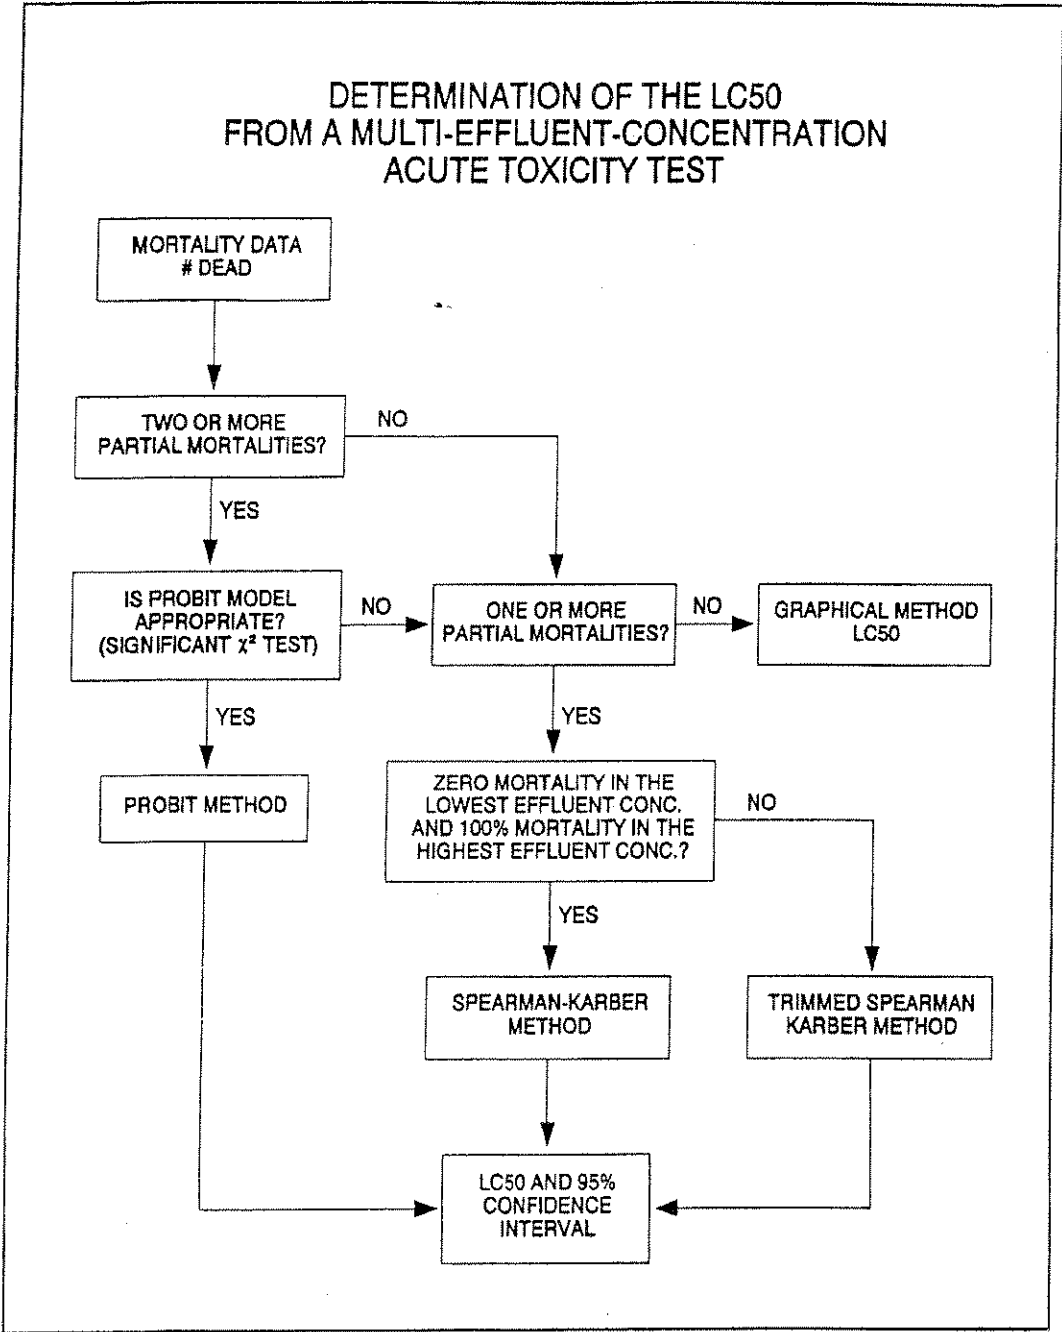 DETERMINATION OF THE LC50
FROM A MULTI-EFFLUENT-CONCENTRATION
ACUTE TOXICITY TEST
MORTALITY DATA
# DEAD
TWO OR MORE
PARTIAL MORTALITIES?
NO
YES
IS PROBIT MODEL
APPROPRIATE?
(SIGNIFICANT χ² TEST)
NO
ONE OR MORE
PARTIAL MORTALITIES?
NO
GRAPHICAL METHOD
LC50
YES
YES
PROBIT METHOD
ZERO MORTALITY IN THE
LOWEST EFFLUENT CONC.
AND 100% MORTALITY IN THE
HIGHEST EFFLUENT CONC.?
NO
YES
SPEARMAN-KARBER
METHOD
TRIMMED SPEARMAN
KARBER METHOD
LC50 AND 95%
CONFIDENCE
INTERVAL